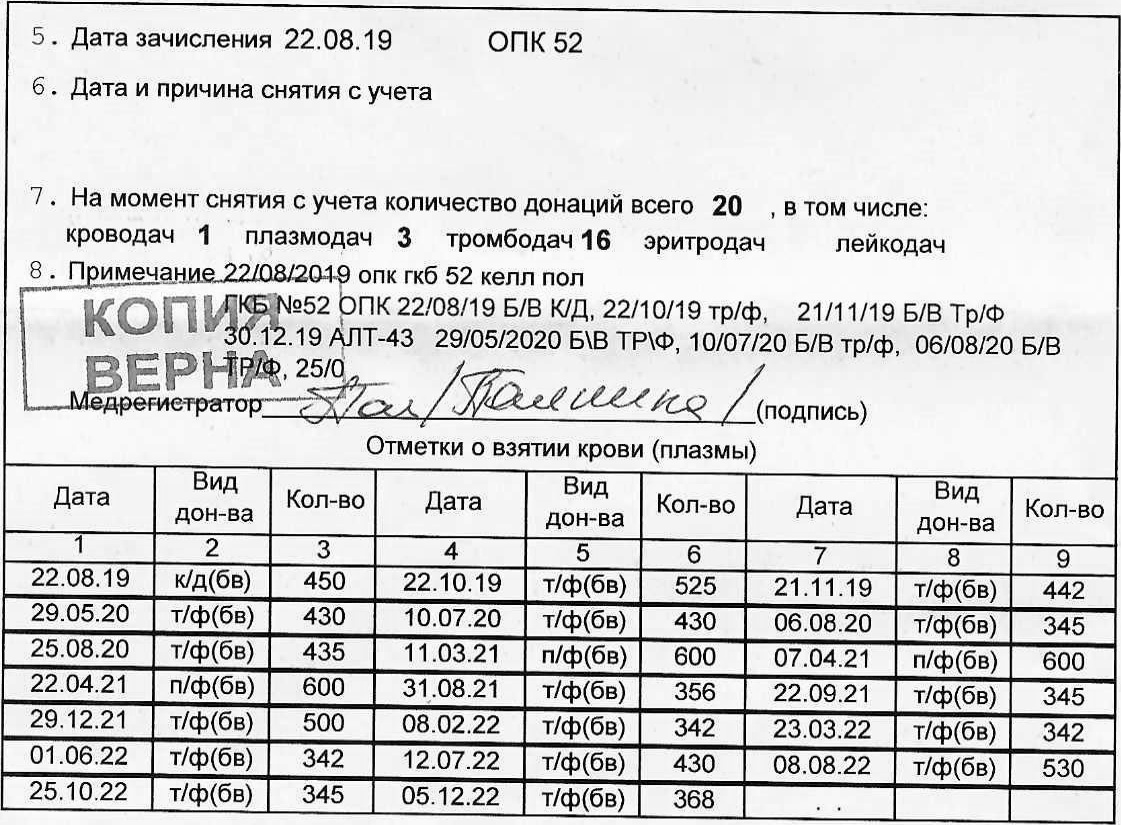 5. Дата зачисления 22.08.19 ОПК 52
6. Дата и причина снятия с учета
7. На момент снятия с учета количество донаций всего 20 , в том числе:
кроводач 1 плазмодач 3 тромбодач 16 эритродач лейкодач
8. Примечание 22/08/2019 опк гкб 52 келл пол
КОПИЯ
ГКБ №52 ОПК 22/08/19 Б/В К/Д, 22/10/19 тр/ф, 21/11/19 Б/В Тр/Ф
30.12.19 АЛТ-43 29/05/2020 Б\В ТР\Ф, 10/07/20 Б/В тр/ф, 06/08/20 Б/В
ВЕРНА
ТР/Ф, 25/0
Медрегистратор (подпись)
Отметки о взятии крови (плазмы)
Дата Вид дон-ва Кол-во Дата Вид дон-ва Кол-во Дата Вид дон-ва Кол-во
1 2 3 4 5 6 7 8 9
22.08.19 к/д(бв) 450 22.10.19 т/ф(бв) 525 21.11.19 т/ф(бв) 442
29.05.20 т/ф(бв) 430 10.07.20 т/ф(бв) 430 06.08.20 т/ф(бв) 345
25.08.20 т/ф(бв) 435 11.03.21 п/ф(бв) 600 07.04.21 п/ф(бв) 600
22.04.21 п/ф(бв) 600 31.08.21 т/ф(бв) 356 22.09.21 т/ф(бв) 345
29.12.21 т/ф(бв) 500 08.02.22 т/ф(бв) 342 23.03.22 т/ф(бв) 342
01.06.22 т/ф(бв) 342 12.07.22 т/ф(бв) 430 08.08.22 т/ф(бв) 530
25.10.22 т/ф(бв) 345 05.12.22 т/ф(бв) 368